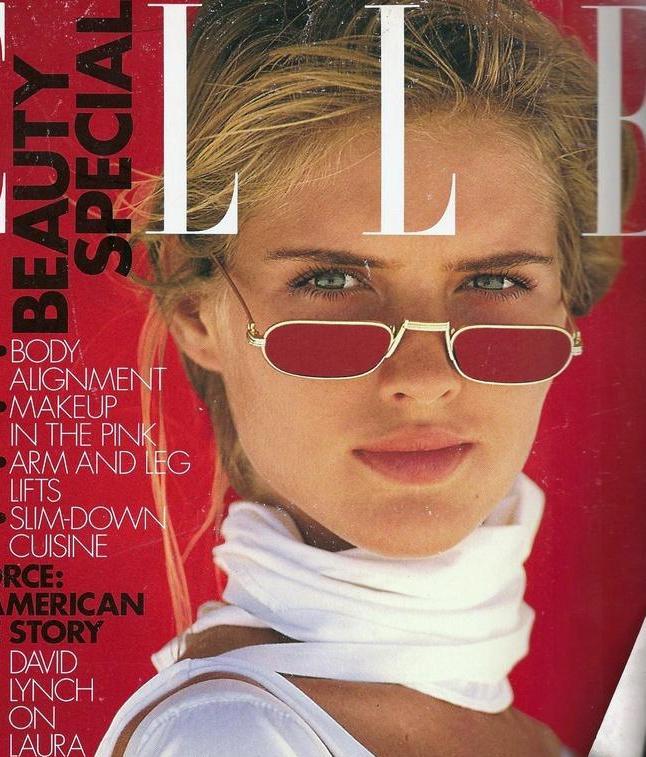 ELLE
BEAUTY
SPECIAL
• BODY
ALIGNMENT
• MAKEUP
IN THE PINK
• ARM AND LEG
LIFTS
• SLIM-DOWN
CUISINE
RCE:
AMERICAN
STORY
DAVID
LYNCH
ON
LAURA